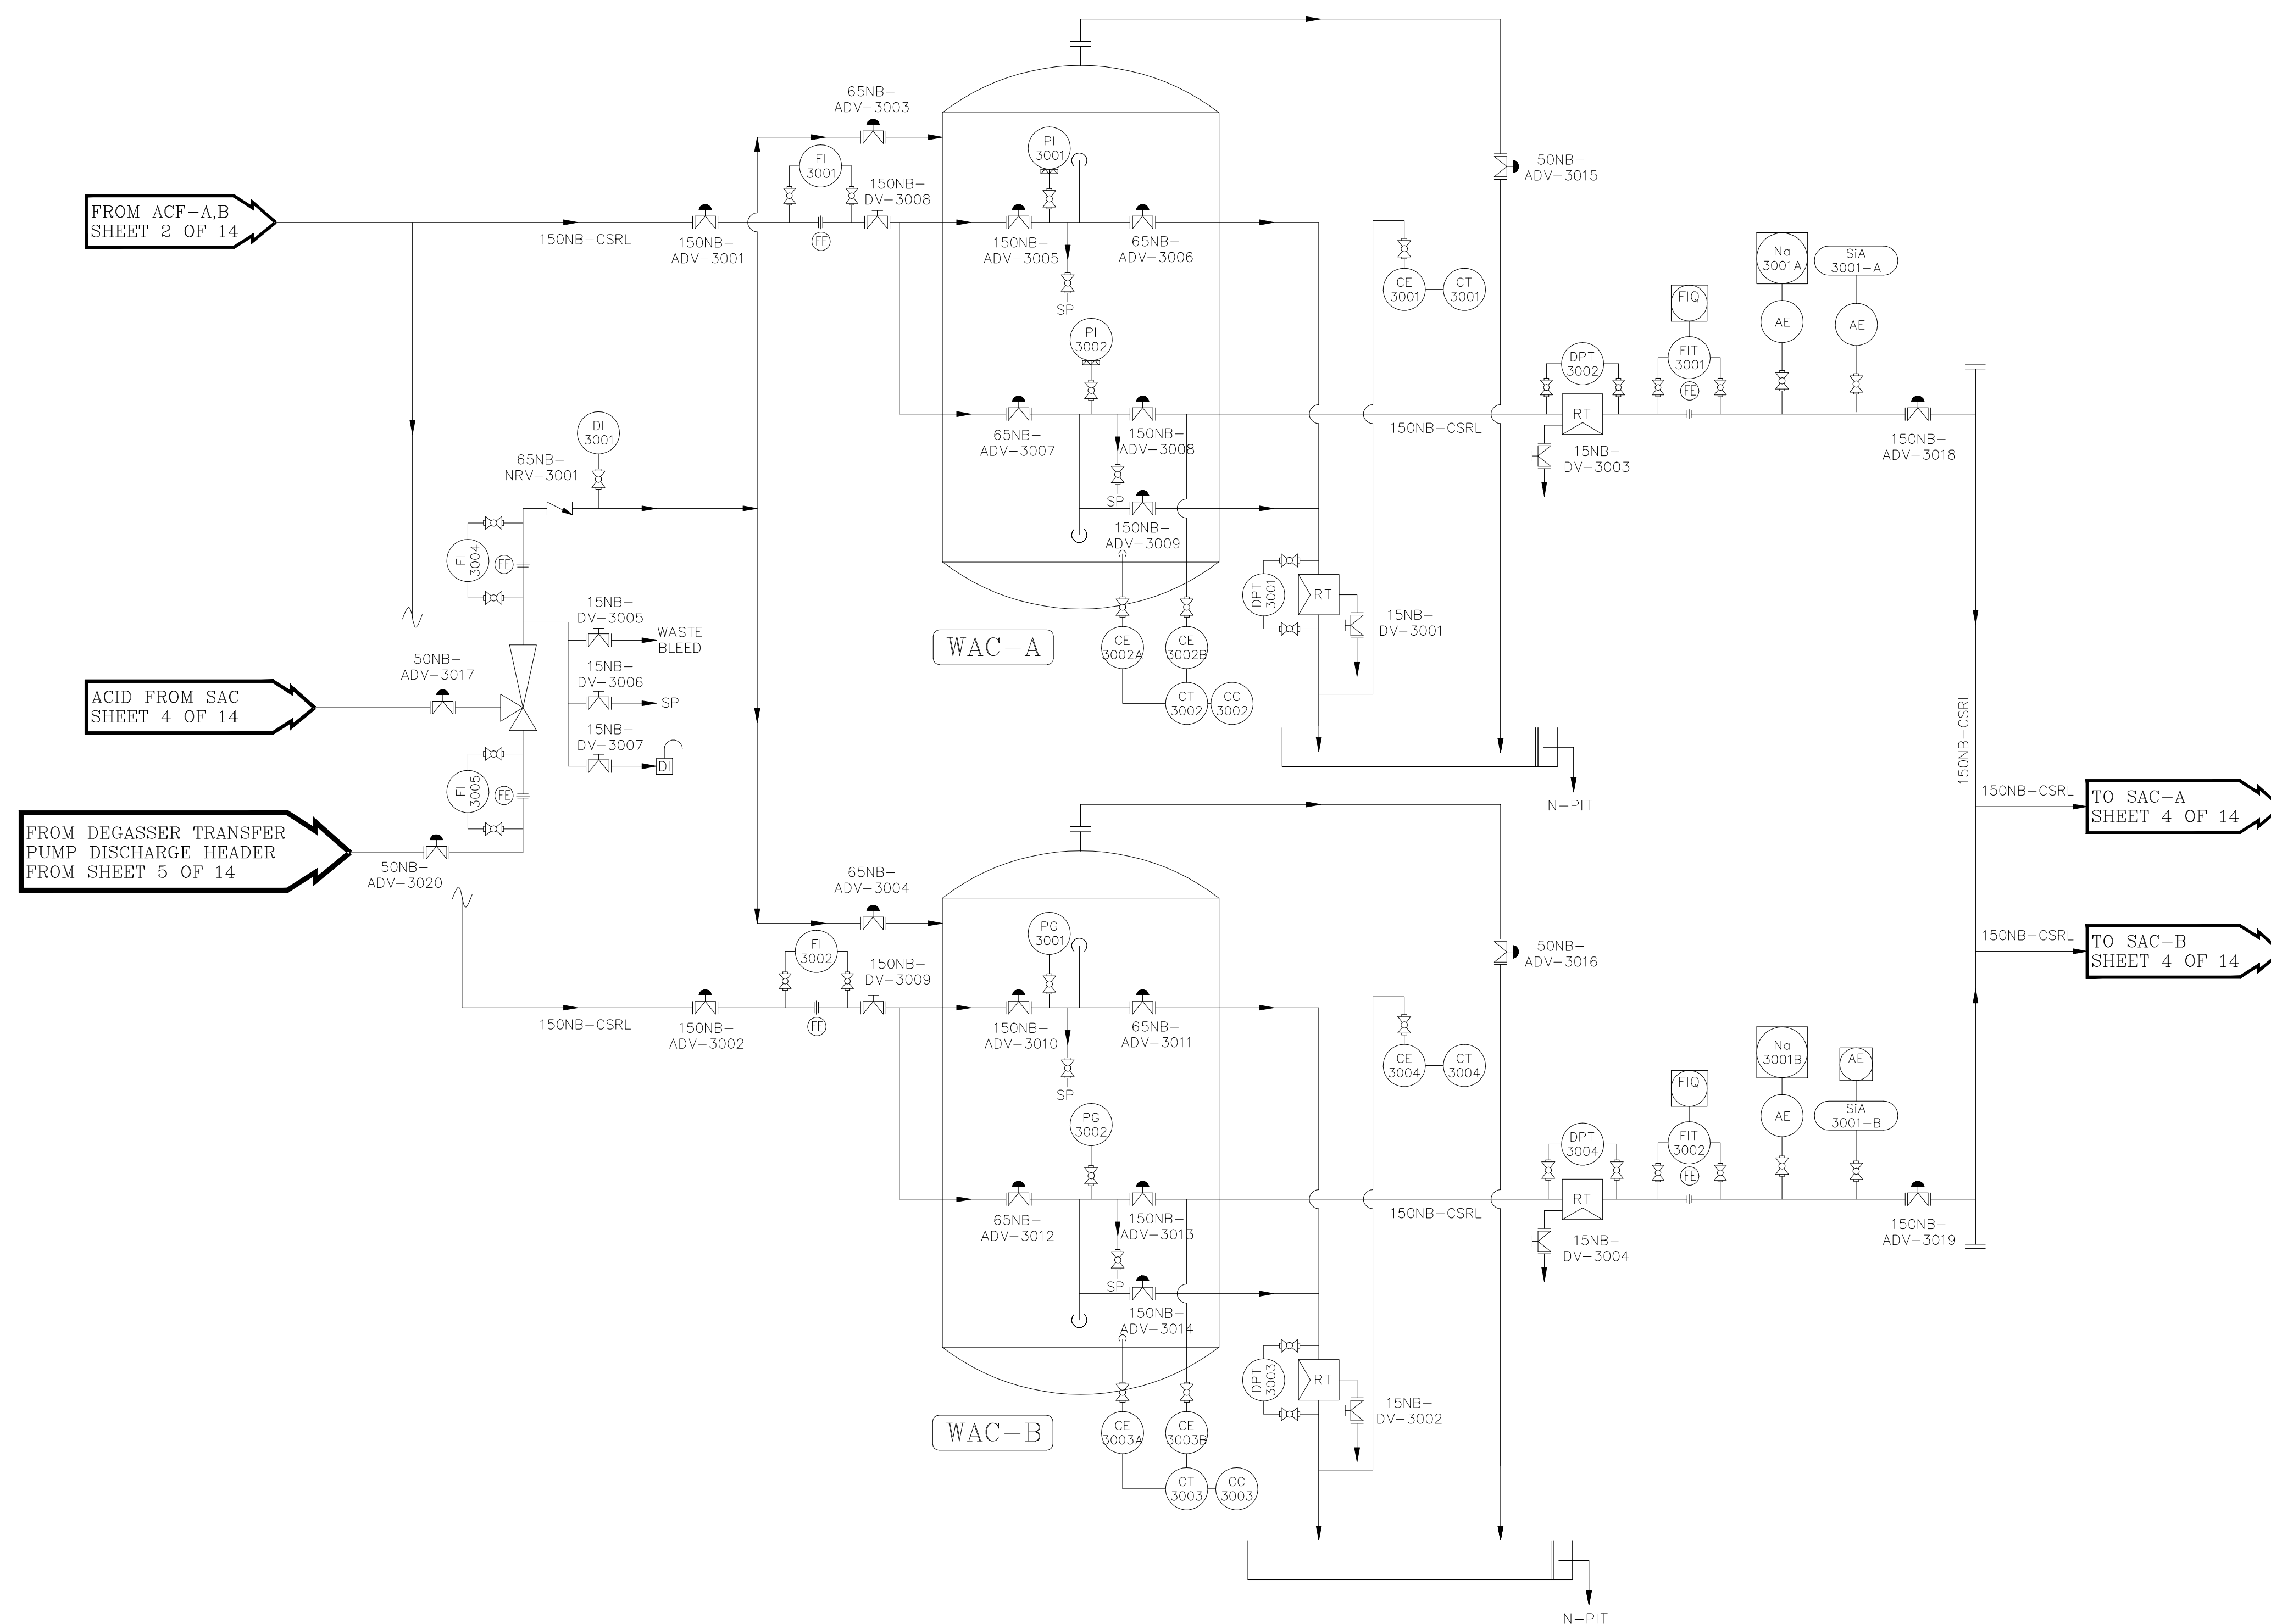 65NB-
ADV-3003
FI
3001
150NB-
DV-3008
PI
3001
50NB-
ADV-3015
FROM ACF-A,B
SHEET 2 OF 14
150NB-CSRL
150NB-
ADV-3001
FE
150NB-
ADV-3005
65NB-
ADV-3006
SP
CE
3001
CT
3001
Na
3001A
SiA
3001-A
FIQ
AE
AE
PI
3002
DPT
3002
FIT
3001
FE
RT
65NB-
ADV-3007
150NB-
ADV-3008
150NB-CSRL
15NB-
DV-3003
150NB-
ADV-3018
DI
3001
65NB-
NRV-3001
SP
150NB-
ADV-3009
FI
3004
FE
DPT
3001
RT
15NB-
DV-3001
15NB-
DV-3005
WASTE
BLEED
WAC-A
CE
3002A
CE
3002B
CT
3002
CC
3002
50NB-
ADV-3017
15NB-
DV-3006
SP
ACID FROM SAC
SHEET 4 OF 14
15NB-
DV-3007
DI
FI
3005
FE
N-PIT
150NB-CSRL
150NB-CSRL
TO SAC-A
SHEET 4 OF 14
FROM DEGASSER TRANSFER
PUMP DISCHARGE HEADER
FROM SHEET 5 OF 14
50NB-
ADV-3020
65NB-
ADV-3004
FI
3002
150NB-
DV-3009
PG
3001
50NB-
ADV-3016
150NB-CSRL
TO SAC-B
SHEET 4 OF 14
150NB-CSRL
150NB-
ADV-3002
FE
150NB-
ADV-3010
65NB-
ADV-3011
SP
CE
3004
CT
3004
Na
3001B
AE
FIQ
AE
SiA
3001-B
PG
3002
DPT
3004
FIT
3002
FE
RT
65NB-
ADV-3012
150NB-
ADV-3013
150NB-CSRL
15NB-
DV-3004
150NB-
ADV-3019
SP
150NB-
ADV-3014
DPT
3003
RT
15NB-
DV-3002
WAC-B
CE
3003A
CE
3003B
CT
3003
CC
3003
N-PIT